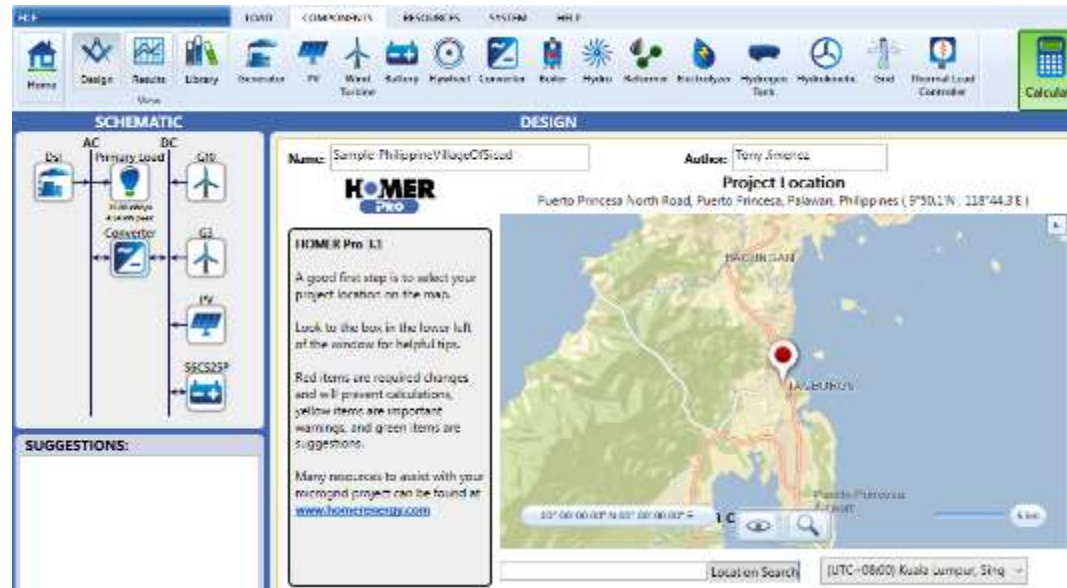 FILE
LOAD COMPONENTS RESOURCES SYSTEM HELP
Home
Design Results Library
View
Generator PV Wind Turbine Battery Flywheel Converter Boiler Hydro Reformer Electrolyzer Hydrogen Tank Hydrokinetic Grid Thermal Load Controller
Calculate
SCHEMATIC
DESIGN
AC DC
Dsl Primary Load G10
Converter G3
PV
S6CS25P
SUGGESTIONS:
Name: Sample-PhilippineVillageOfSicud
Author: Tony Jimenez
HOMER
Pro
Project Location
Puerto Princesa North Road, Puerto Princesa, Palawan, Philippines ( 9°50.1'N , 118°44.3'E )
HOMER Pro 3.1
A good first step is to select your
project location on the map.
Look to the box in the lower left
of the window for helpful tips.
Red items are required changes
and will prevent calculations,
yellow items are important
warnings, and green items are
suggestions.
Many resources to assist with your
microgrid project can be found at
www.homerenergy.com
BACUNGAN
TAGBUROS
Puerto Princesa
Airport
Location Search
(UTC+08:00) Kuala Lumpur, Sing